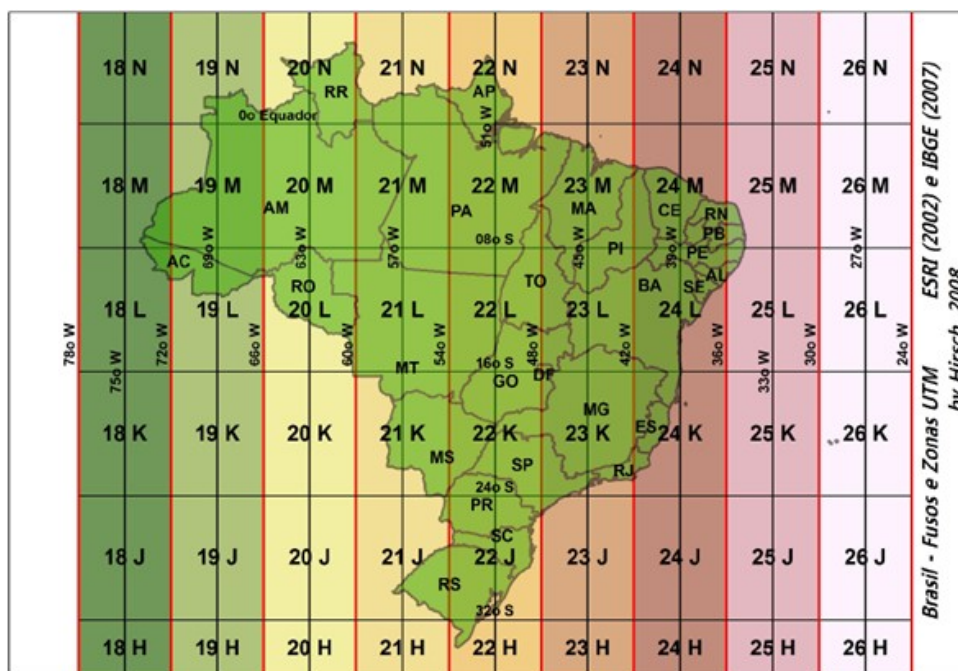 18 N 19 N 20 N 21 N 22 N 23 N 24 N 25 N 26 N
RR AP
0o Equador
51o W
18 M 19 M 20 M 21 M 22 M 23 M 24 M 25 M 26 M
AM PA MA CE RN
PB
08o S
PI PE
69o W 63o W 57o W 45o W 39o W 27o W
AC RO TO BA SE AL
18 L 19 L 20 L 21 L 22 L 23 L 24 L 25 L 26 L
78o W 75o W 72o W 66o W 60o W 54o W 48o W 42o W 36o W 33o W 30o W 24o W
16o S
MT GO DF
MG
ES
18 K 19 K 20 K 21 K 22 K 23 K 24 K 25 K 26 K
MS SP RJ
24o S
PR
SC
18 J 19 J 20 J 21 J 22 J 23 J 24 J 25 J 26 J
RS
32o S
18 H 19 H 20 H 21 H 22 H 23 H 24 H 25 H 26 H
Brasil - Fusos e Zonas UTM ESRI (2002) e IBGE (2007)
by Hirsch, 2008